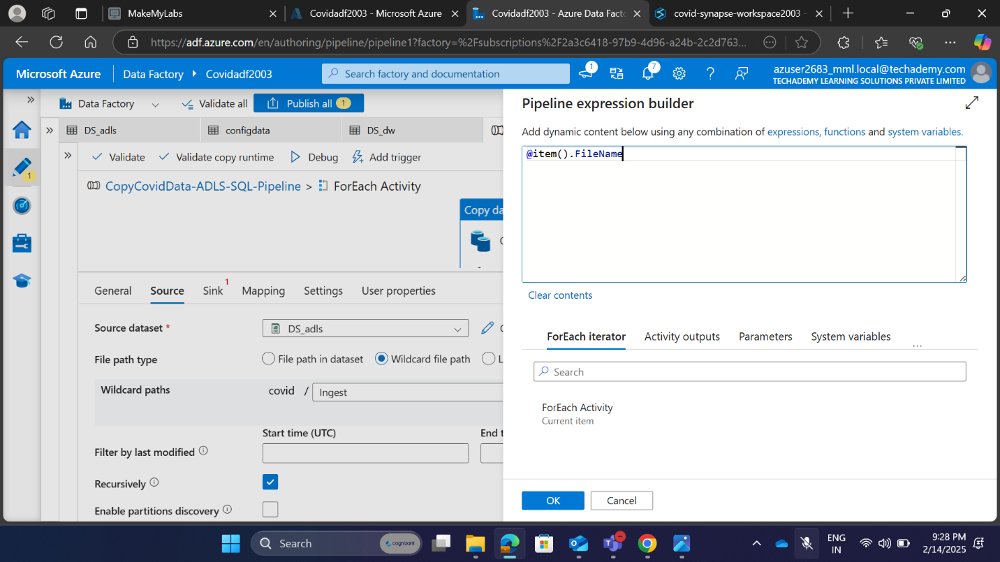 MakeMyLabs
Covidadf2003 - Microsoft Azure
Covidadf2003 - Azure Data Facto
covid-synapse-workspace2003 -
https://adf.azure.com/en/authoring/pipeline/pipeline1?factory=%2Fsubscriptions%2F2a3c6418-97b9-4d96-a24b-2c2d763...
Microsoft Azure
Data Factory
Covidadf2003
Search factory and documentation
1
7
azuser2683_mml.local@techademy.com
TECHADEMY LEARNING SOLUTIONS PRIVATE LIMITED
Data Factory
Validate all
Publish all 1
DS_adls
configdata
DS_dw
Validate
Validate copy runtime
Debug
Add trigger
1
CopyCovidData-ADLS-SQL-Pipeline > ForEach Activity
Copy da
General
Source
Sink 1
Mapping
Settings
User properties
Source dataset *
DS_adls
File path type
File path in dataset
Wildcard file path
Wildcard paths
covid / Ingest
Start time (UTC)
End t
Filter by last modified
Recursively
Enable partitions discovery
Pipeline expression builder
Add dynamic content below using any combination of expressions, functions and system variables.
@item().FileName
Clear contents
ForEach iterator
Activity outputs
Parameters
System variables
...
Search
ForEach Activity
Current item
OK
Cancel
Search
cognizant
ENG
IN
9:28 PM
2/14/2025